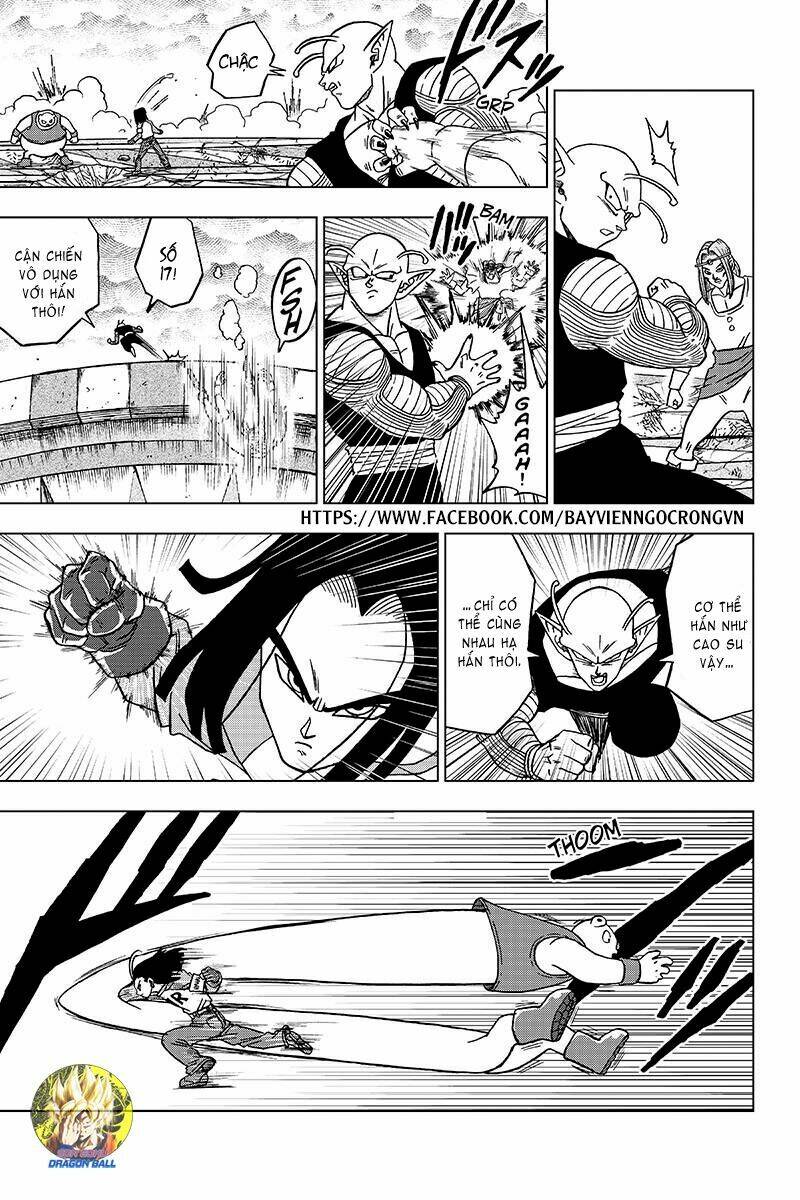 CHẬC
GRP
BAM
GAAAH!
FSH
SỐ
17!
CẬN CHIẾN
VÔ DỤNG
VỚI HẮN
THÔI!
HTTPS://WWW.FACEBOOK.COM/BAYVIENNGOCRONGVN
CƠ THỂ
HẮN NHƯ
CAO SU
VẬY...
...CHỈ CÓ
THỂ CÙNG
NHAU HẠ
HẮN THÔI.
THOOM
R
DRAGON BALL